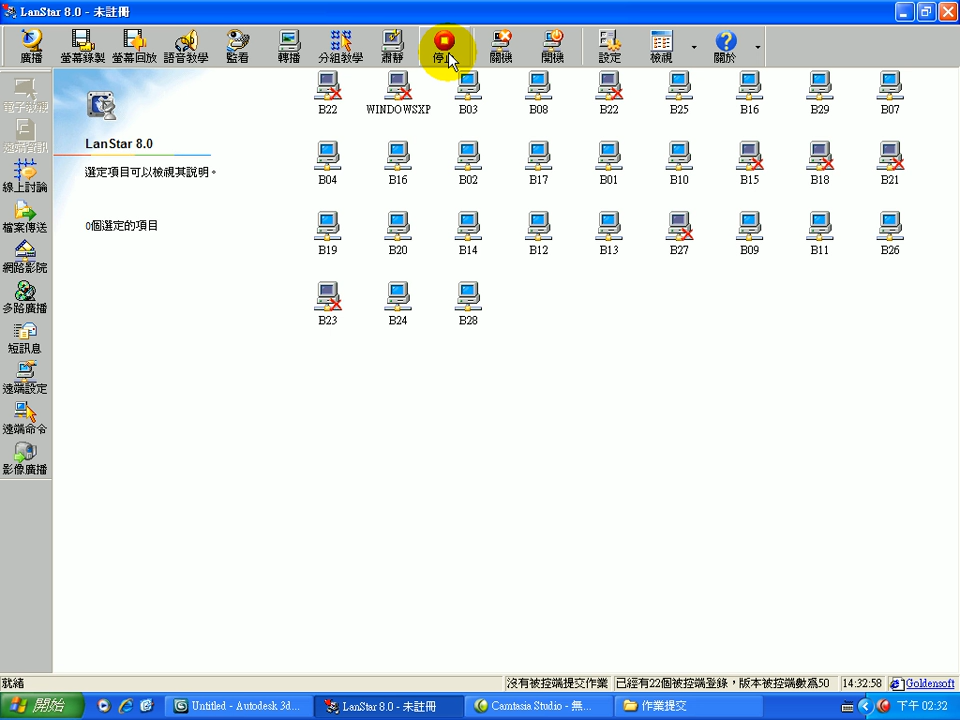 LanStar 8.0 - 未註冊
廣播 螢幕錄製 螢幕回放 語音教學 監看 轉播 分組教學 肅靜 停止 關機 開機 設定 檢視 關於
線上討論
檔案傳送
網路影院
多路廣播
短訊息
遠端設定
遠端命令
影像廣播
LanStar 8.0
選定項目可以檢視其說明。
0個選定的項目
B22 WINDOWSXP B03 B08 B22 B25 B16 B29 B07
B04 B16 B02 B17 B01 B10 B15 B18 B21
B19 B20 B14 B12 B13 B27 B09 B11 B26
B23 B24 B28
就緒 沒有被控端提交作業 已經有22個被控端登錄，版本被控端數爲50 14:32:58 Goldensoft
開始 Untitled - Autodesk 3d... LanStar 8.0 - 未註冊 Camtasia Studio - 無... 作業提交 下午 02:32